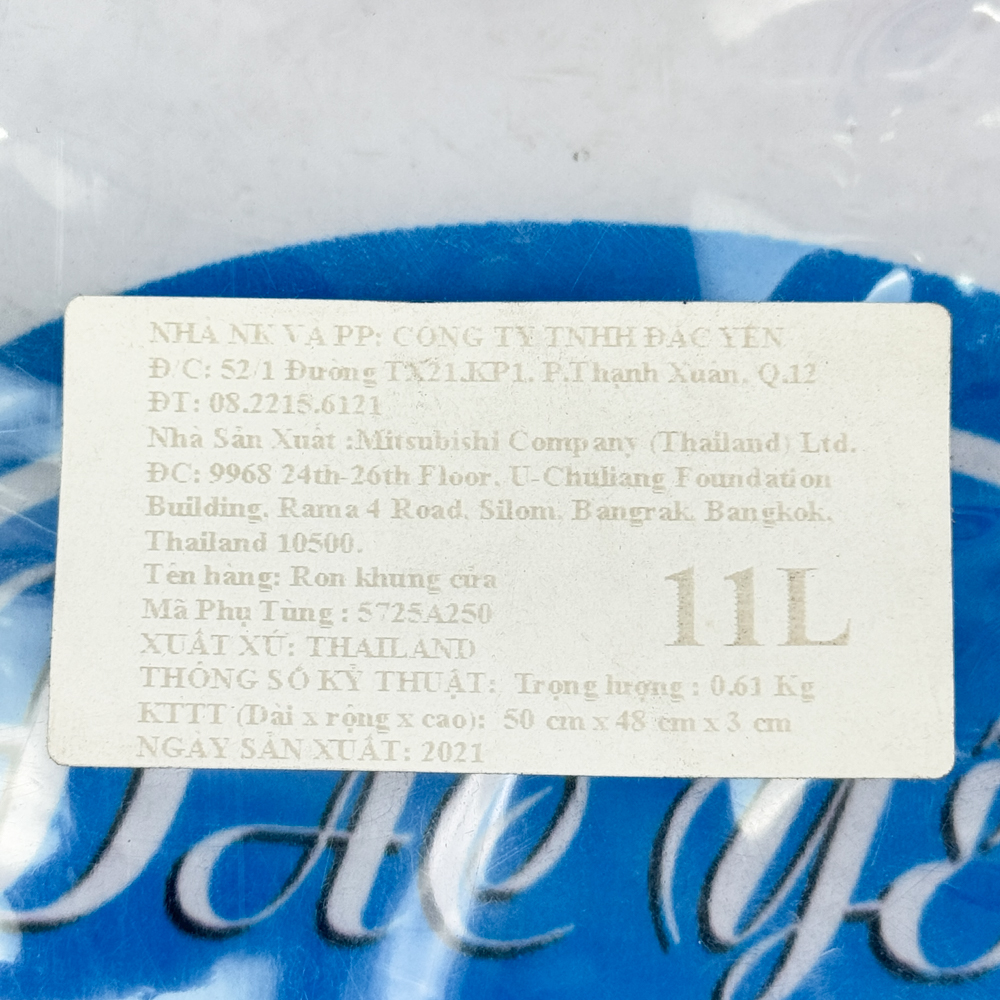 NHÀ NK VÀ PP: CÔNG TY TNHH ĐẮC YẾN
Đ/C: 52/1 Đường TX21.KP1. P.Thạnh Xuân. Q.12
ĐT: 08.2215.6121
Nhà Sản Xuất :Mitsubishi Company (Thailand) Ltd.
ĐC: 9968 24th-26th Floor. U-Chuliang Foundation
Building. Rama 4 Road. Silom. Bangrak. Bangkok.
Thailand 10500.
Tên hàng: Ron khung cửa
Mã Phụ Tùng : 5725A250
11L
XUẤT XỨ: THAILAND
THÔNG SỐ KỸ THUẬT: Trọng lượng : 0.61 Kg
KTTT (Dài x rộng x cao): 50 cm x 48 cm x 3 cm
NGÀY SẢN XUẤT: 2021